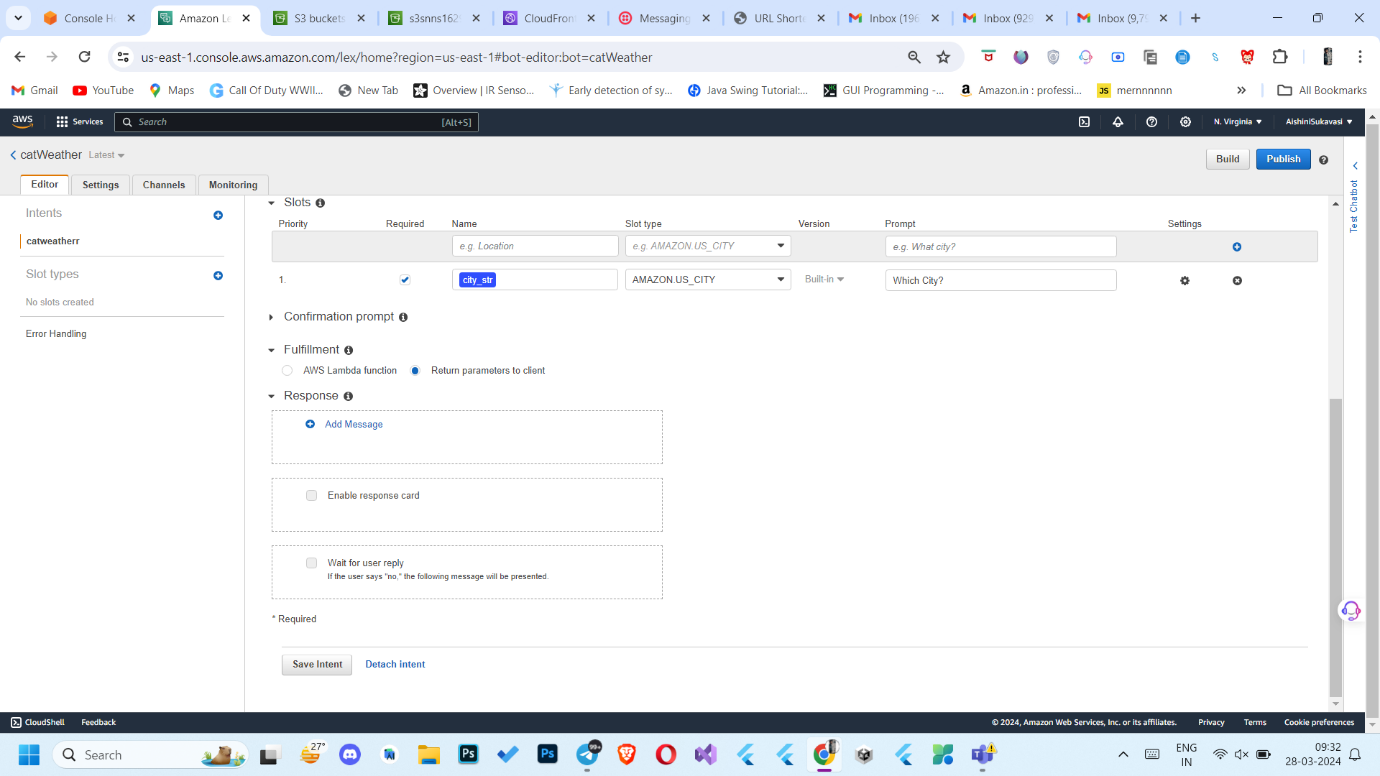 Console H
Amazon Le
S3 buckets
s3snns162
CloudFron
Messaging
URL Shorte
Inbox (196
Inbox (929
Inbox (9,79
us-east-1.console.aws.amazon.com/lex/home?region=us-east-1#bot-editor:bot=catWeather
Gmail YouTube Maps Call Of Duty WWII... New Tab Overview | IR Senso... Early detection of sy... Java Swing Tutorial:... GUI Programming -... Amazon.in : professi... JS mernnnnn » All Bookmarks
aws Services Search [Alt+S] N. Virginia AishiniSukavasi
catWeather Latest
Build Publish
Editor Settings Channels Monitoring
Test Chatbot
Intents
catweatherr
Slot types
No slots created
Error Handling
Slots
Priority Required Name Slot type Version Prompt Settings
e.g. Location e.g. AMAZON.US_CITY e.g. What city?
1. city_str AMAZON.US_CITY Built-in Which City?
Confirmation prompt
Fulfillment
AWS Lambda function Return parameters to client
Response
Add Message
Enable response card
Wait for user reply
If the user says "no," the following message will be presented.
* Required
Save Intent Detach intent
CloudShell Feedback © 2024, Amazon Web Services, Inc. or its affiliates. Privacy Terms Cookie preferences
Search 27° Ps Ps 99+ ENG 09:32
IN 28-03-2024